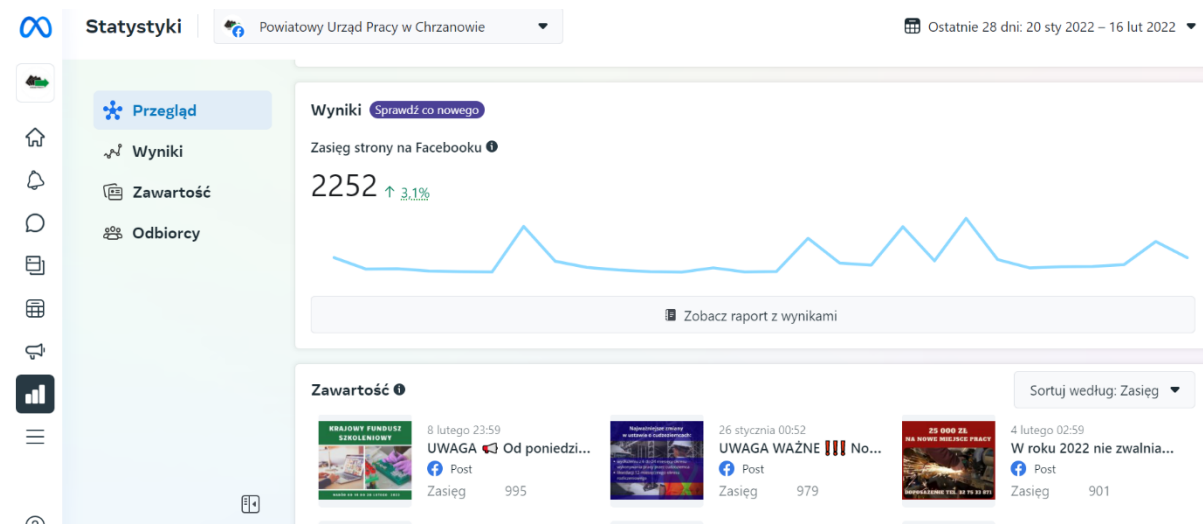 Statystyki
Powiatowy Urząd Pracy w Chrzanowie
Ostatnie 28 dni: 20 sty 2022 – 16 lut 2022
Przegląd
Wyniki
Zawartość
Odbiorcy
Wyniki Sprawdź co nowego
Zasięg strony na Facebooku
2252 ↑ 3,1%
Zobacz raport z wynikami
Zawartość
Sortuj według: Zasięg
KRAJOWY FUNDUSZ
SZKOLENIOWY
8 lutego 23:59
UWAGA 📢 Od poniedzi...
Post
Zasięg 995
Najważniejsze zmiany
w ustawie o cudzoziemcach:
26 stycznia 00:52
UWAGA WAŻNE ❗❗❗ No...
Post
Zasięg 979
25 000 ZŁ
NA NOWE MIEJSCE PRACY
4 lutego 02:59
W roku 2022 nie zwalnia...
Post
Zasięg 901